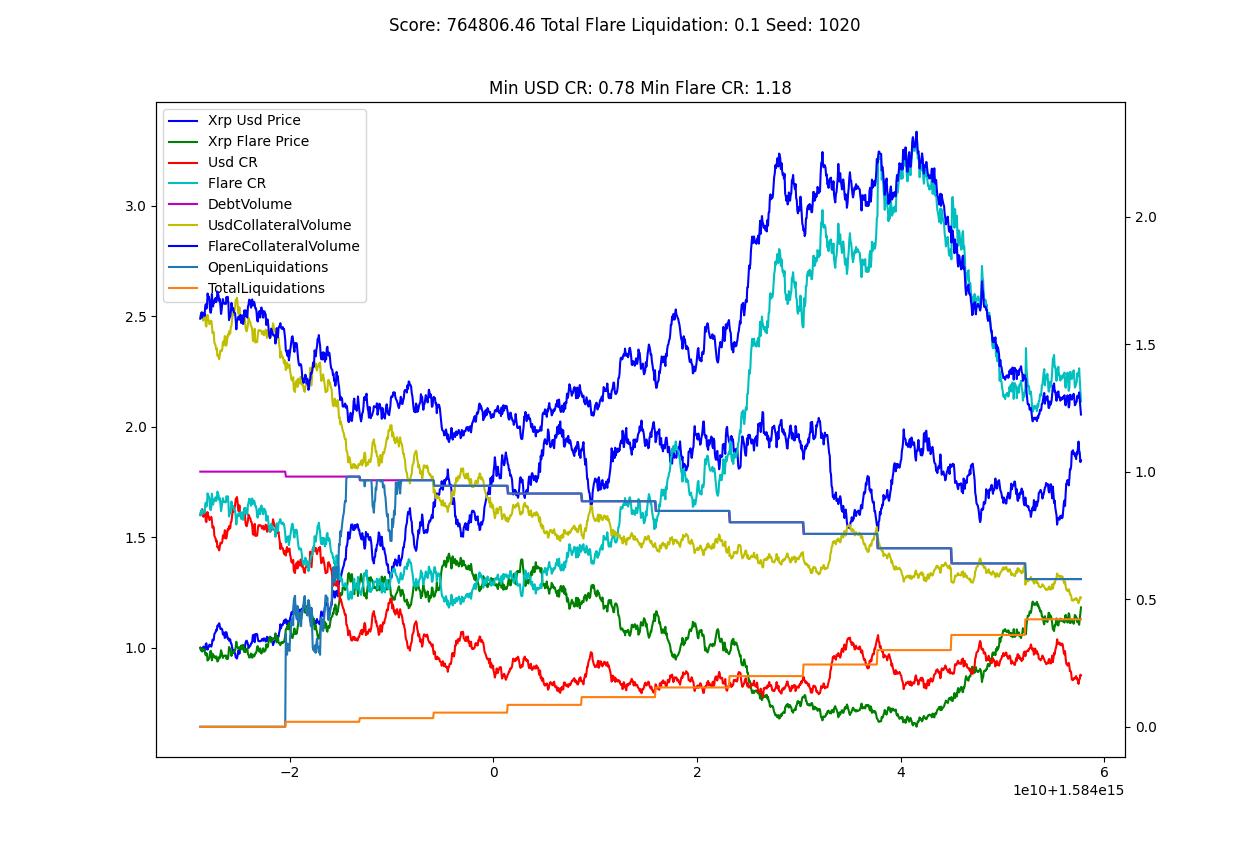 Score: 764806.46 Total Flare Liquidation: 0.1 Seed: 1020
Min USD CR: 0.78 Min Flare CR: 1.18
Xrp Usd Price
Xrp Flare Price
Usd CR
Flare CR
DebtVolume
UsdCollateralVolume
FlareCollateralVolume
OpenLiquidations
TotalLiquidations
3.0
2.5
2.0
1.5
1.0
2.0
1.5
1.0
0.5
0.0
−2
0
2
4
6
1e10+1.584e15